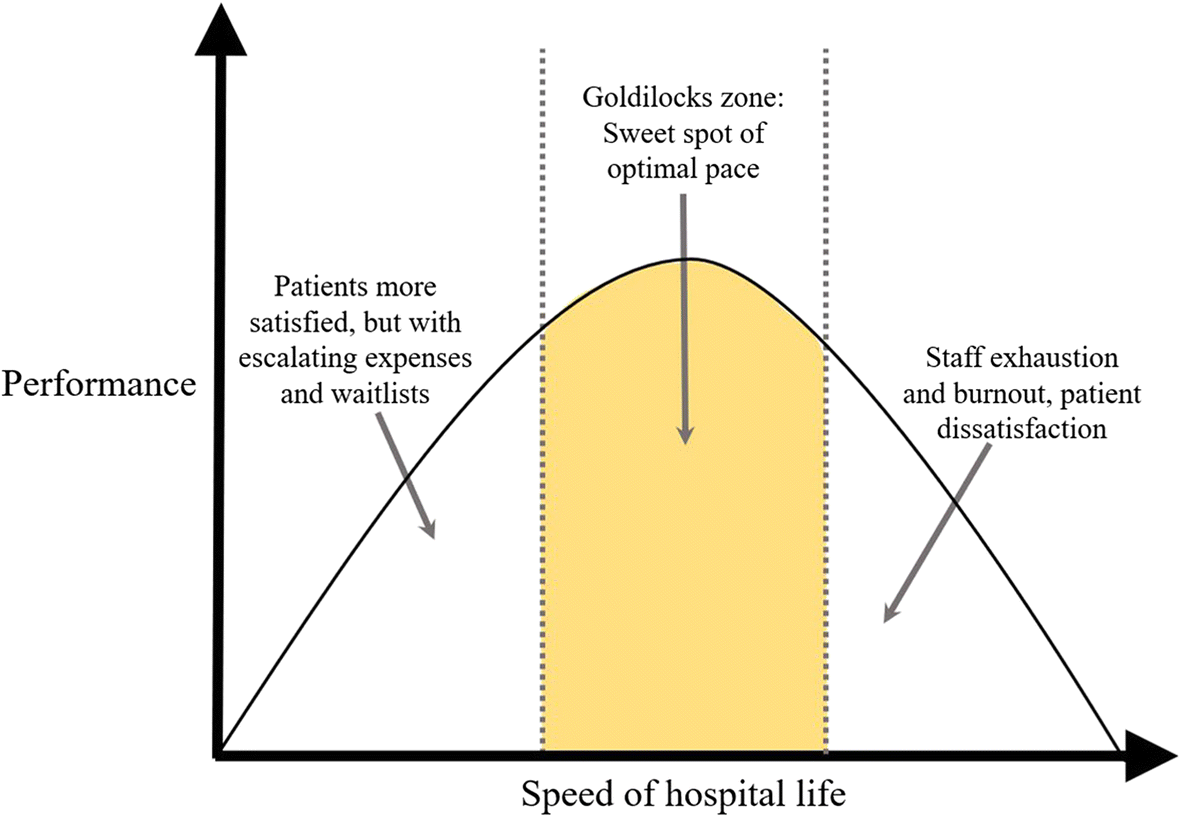 Goldilocks zone:
Sweet spot of
optimal pace
Patients more
satisfied, but with
escalating expenses
and waitlists
Staff exhaustion
and burnout, patient
dissatisfaction
Performance
Speed of hospital life